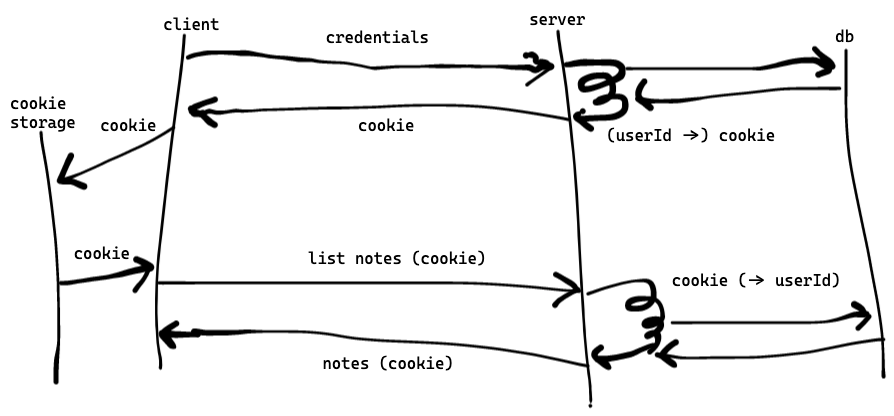 client
server
credentials
db
cookie
storage
cookie
cookie
(userId →) cookie
cookie
list notes (cookie)
cookie (→ userId)
notes (cookie)